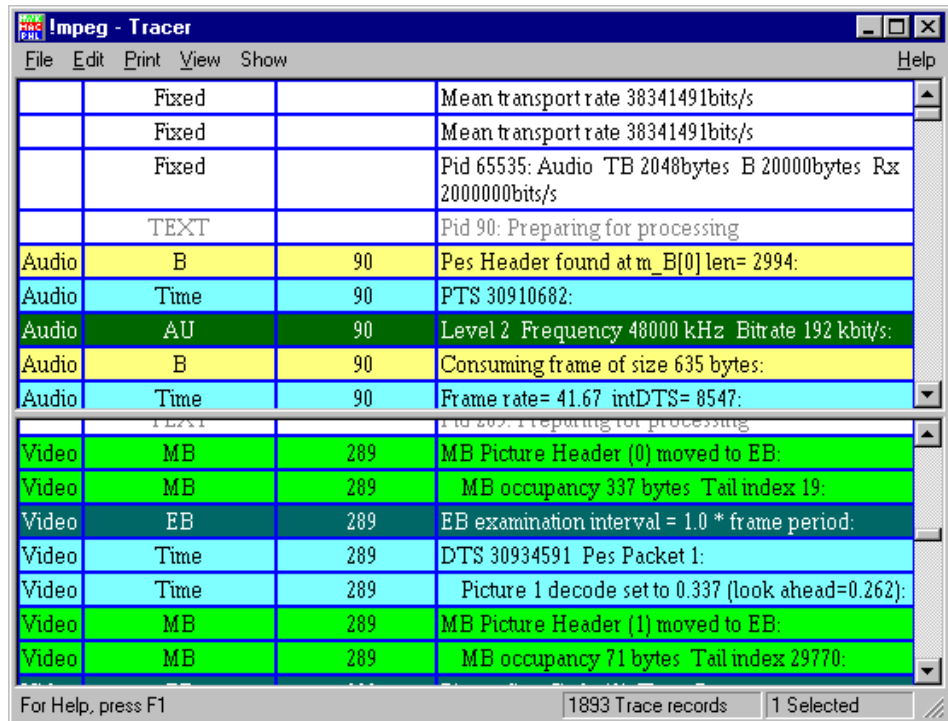 !mpeg - Tracer
File Edit Print View Show Help
Fixed Mean transport rate 38341491bits/s
Fixed Mean transport rate 38341491bits/s
Fixed Pid 65535: Audio TB 2048bytes B 20000bytes Rx
2000000bits/s
TEXT Pid 90: Preparing for processing
Audio B 90 Pes Header found at m_B[0] len= 2994:
Audio Time 90 PTS 30910682:
Audio AU 90 Level 2 Frequency 48000 kHz Bitrate 192 kbit/s:
Audio B 90 Consuming frame of size 635 bytes:
Audio Time 90 Frame rate= 41.67 intDTS= 8547:
TEXT Pid 289: Preparing for processing
Video MB 289 MB Picture Header (0) moved to EB:
Video MB 289 MB occupancy 337 bytes Tail index 19:
Video EB 289 EB examination interval = 1.0 * frame period:
Video Time 289 DTS 30934591 Pes Packet 1:
Video Time 289 Picture 1 decode set to 0.337 (look ahead=0.262):
Video MB 289 MB Picture Header (1) moved to EB:
Video MB 289 MB occupancy 71 bytes Tail index 29770:
For Help, press F1 1893 Trace records 1 Selected